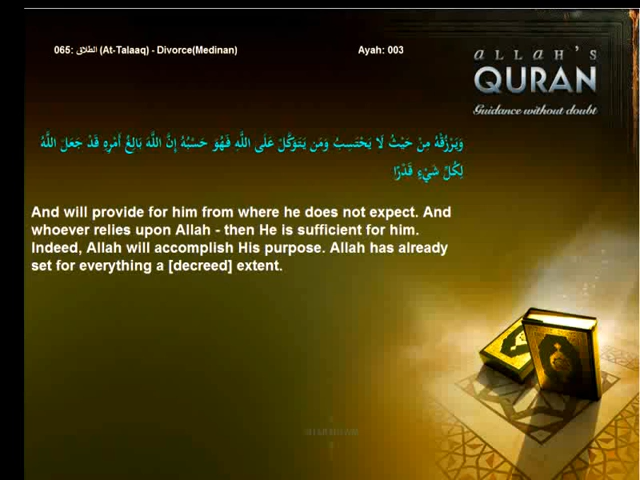 065: الطلاق (At-Talaaq) - Divorce(Medinan) Ayah: 003
ALLAH'S
QURAN
Guidance without doubt
وَيَرْزُقْهُ مِنْ حَيْثُ لَا يَحْتَسِبُ وَمَن يَتَوَكَّلْ عَلَى اللَّهِ فَهُوَ حَسْبُهُ إِنَّ اللَّهَ بَالِغُ أَمْرِهِ قَدْ جَعَلَ اللَّهُ
لِكُلِّ شَيْءٍ قَدْرًا
And will provide for him from where he does not expect. And
whoever relies upon Allah - then He is sufficient for him.
Indeed, Allah will accomplish His purpose. Allah has already
set for everything a [decreed] extent.